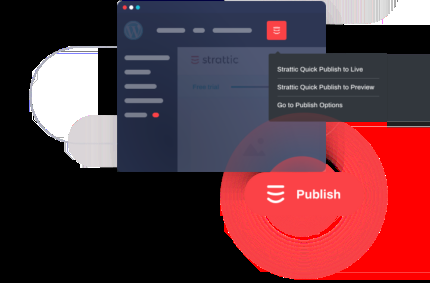 strattic
Strattic Quick Publish to Live
Strattic Quick Publish to Preview
Go to Publish Options
Publish